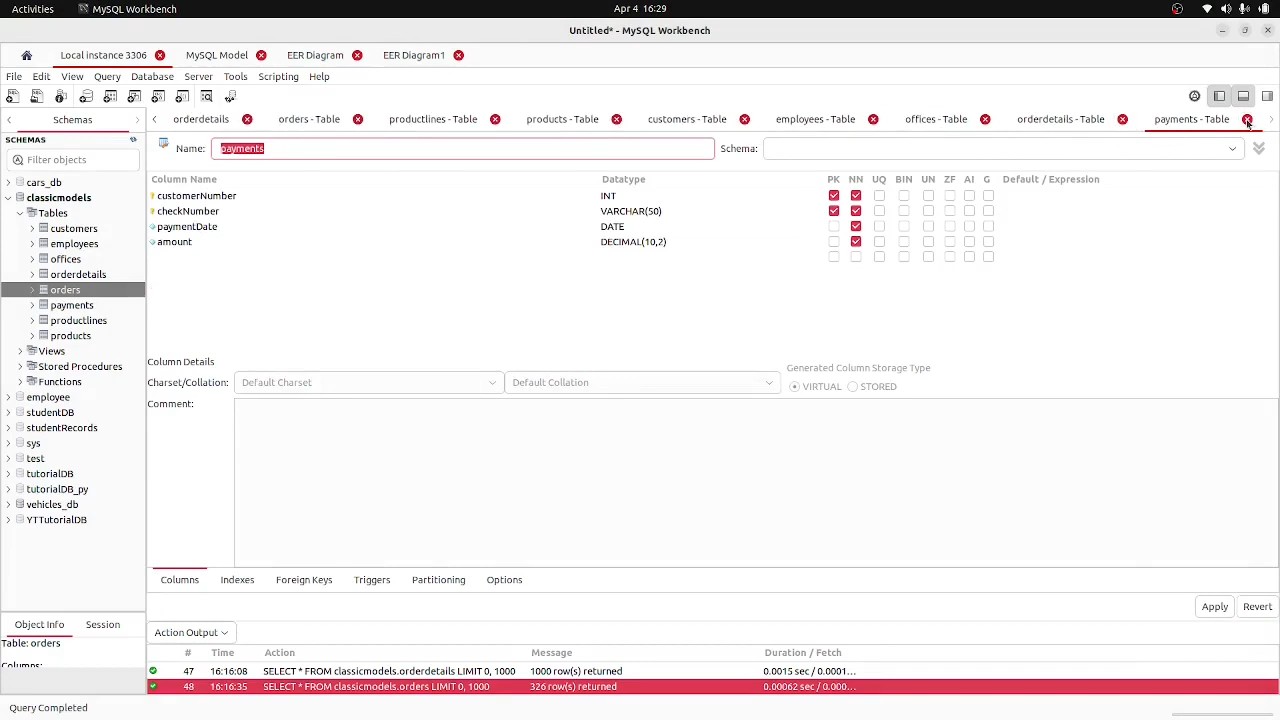 Activities MySQL Workbench Apr 4 16:29
Untitled* - MySQL Workbench
Local instance 3306 MySQL Model EER Diagram EER Diagram1
File Edit View Query Database Server Tools Scripting Help
Schemas orderdetails orders - Table productlines - Table products - Table customers - Table employees - Table offices - Table orderdetails - Table payments - Table
SCHEMAS
Filter objects
cars_db
classicmodels
Tables
customers
employees
offices
orderdetails
orders
payments
productlines
products
Views
Stored Procedures
Functions
employee
studentDB
studentRecords
sys
test
tutorialDB
tutorialDB_py
vehicles_db
YTTutorialDB
Name: payments Schema:
Column Name Datatype PK NN UQ BIN UN ZF AI G Default / Expression
customerNumber INT
checkNumber VARCHAR(50)
paymentDate DATE
amount DECIMAL(10,2)
Column Details
Charset/Collation: Default Charset Default Collation
Generated Column Storage Type
VIRTUAL STORED
Comment:
Columns Indexes Foreign Keys Triggers Partitioning Options
Apply Revert
Object Info Session
Table: orders
Columns:
Action Output
# Time Action Message Duration / Fetch
47 16:16:08 SELECT * FROM classicmodels.orderdetails LIMIT 0, 1000 1000 row(s) returned 0.0015 sec / 0.0001...
48 16:16:35 SELECT * FROM classicmodels.orders LIMIT 0, 1000 326 row(s) returned 0.00062 sec / 0.000...
Query Completed